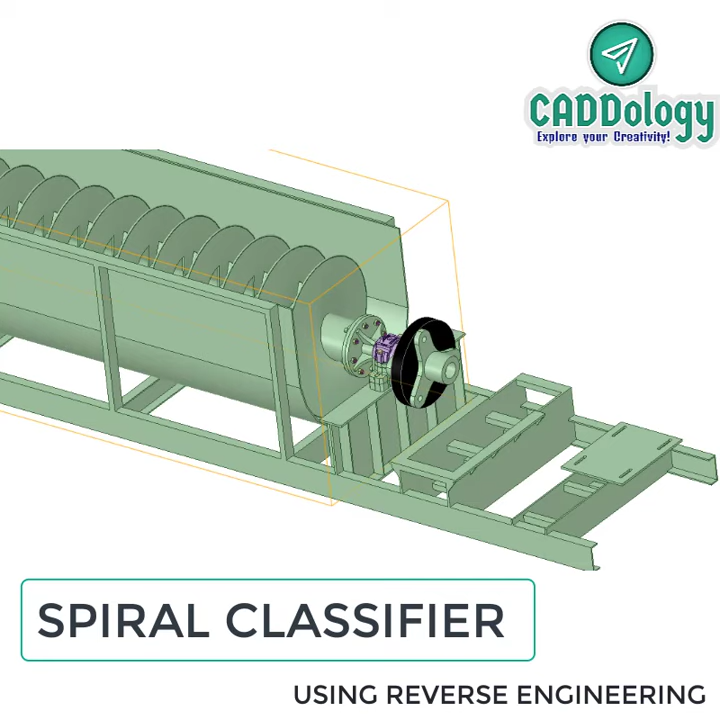 CADDology
Explore your Creativity!
SPIRAL CLASSIFIER
USING REVERSE ENGINEERING